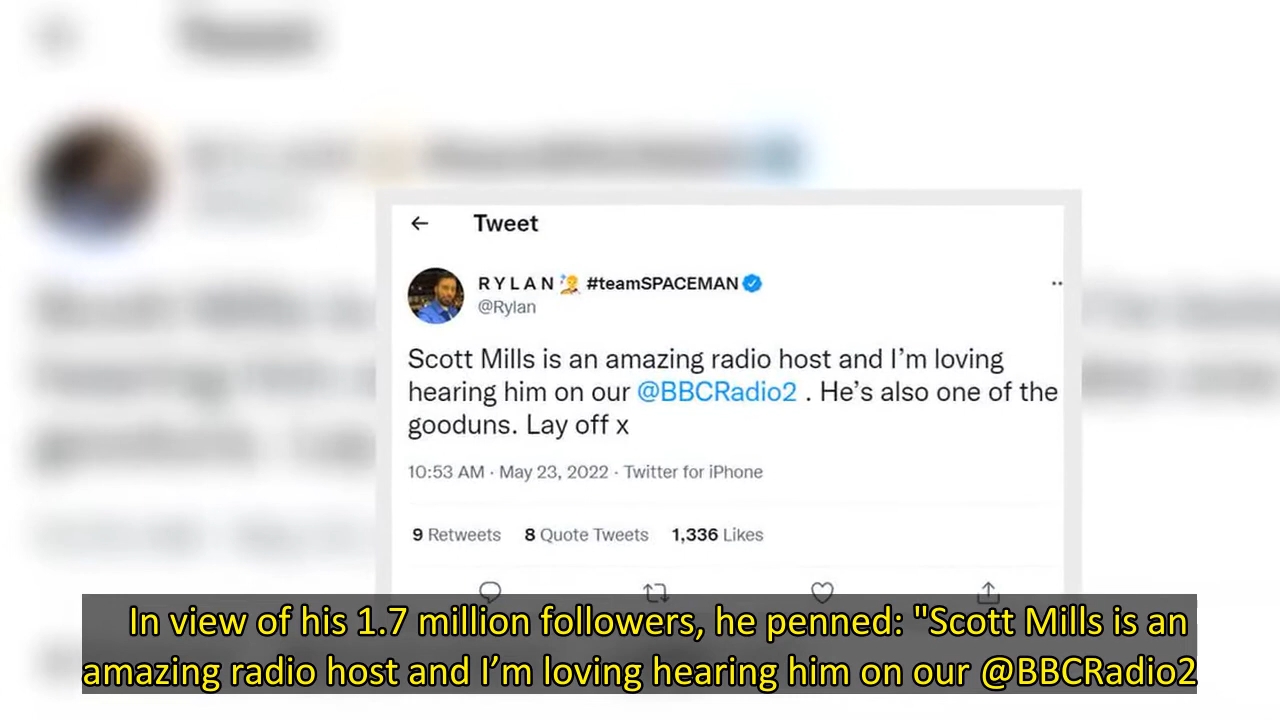 Tweet
R Y L A N #teamSPACEMAN
@Rylan
Scott Mills is an amazing radio host and I’m loving
hearing him on our @BBCRadio2 . He’s also one of the
gooduns. Lay off x
10:53 AM · May 23, 2022 · Twitter for iPhone
9 Retweets 8 Quote Tweets 1,336 Likes
In view of his 1.7 million followers, he penned: "Scott Mills is an
amazing radio host and I’m loving hearing him on our @BBCRadio2